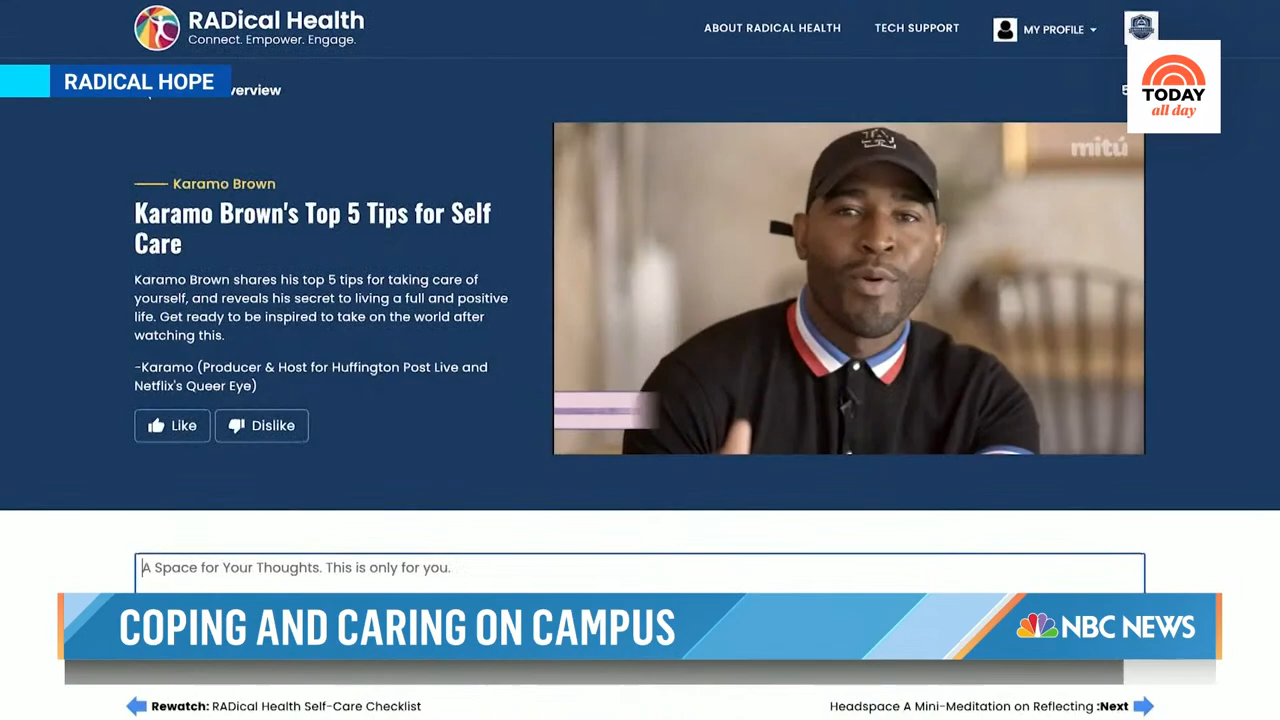 RADical Health
Connect. Empower. Engage.
ABOUT RADICAL HEALTH
TECH SUPPORT
MY PROFILE
RADICAL HOPE
verview
TODAY
all day
mitú
Karamo Brown
Karamo Brown's Top 5 Tips for Self
Care
Karamo Brown shares his top 5 tips for taking care of
yourself, and reveals his secret to living a full and positive
life. Get ready to be inspired to take on the world after
watching this.
-Karamo (Producer & Host for Huffington Post Live and
Netflix's Queer Eye)
Like
Dislike
A Space for Your Thoughts. This is only for you.
COPING AND CARING ON CAMPUS
NBC NEWS
Rewatch: RADical Health Self-Care Checklist
Headspace A Mini-Meditation on Reflecting :Next